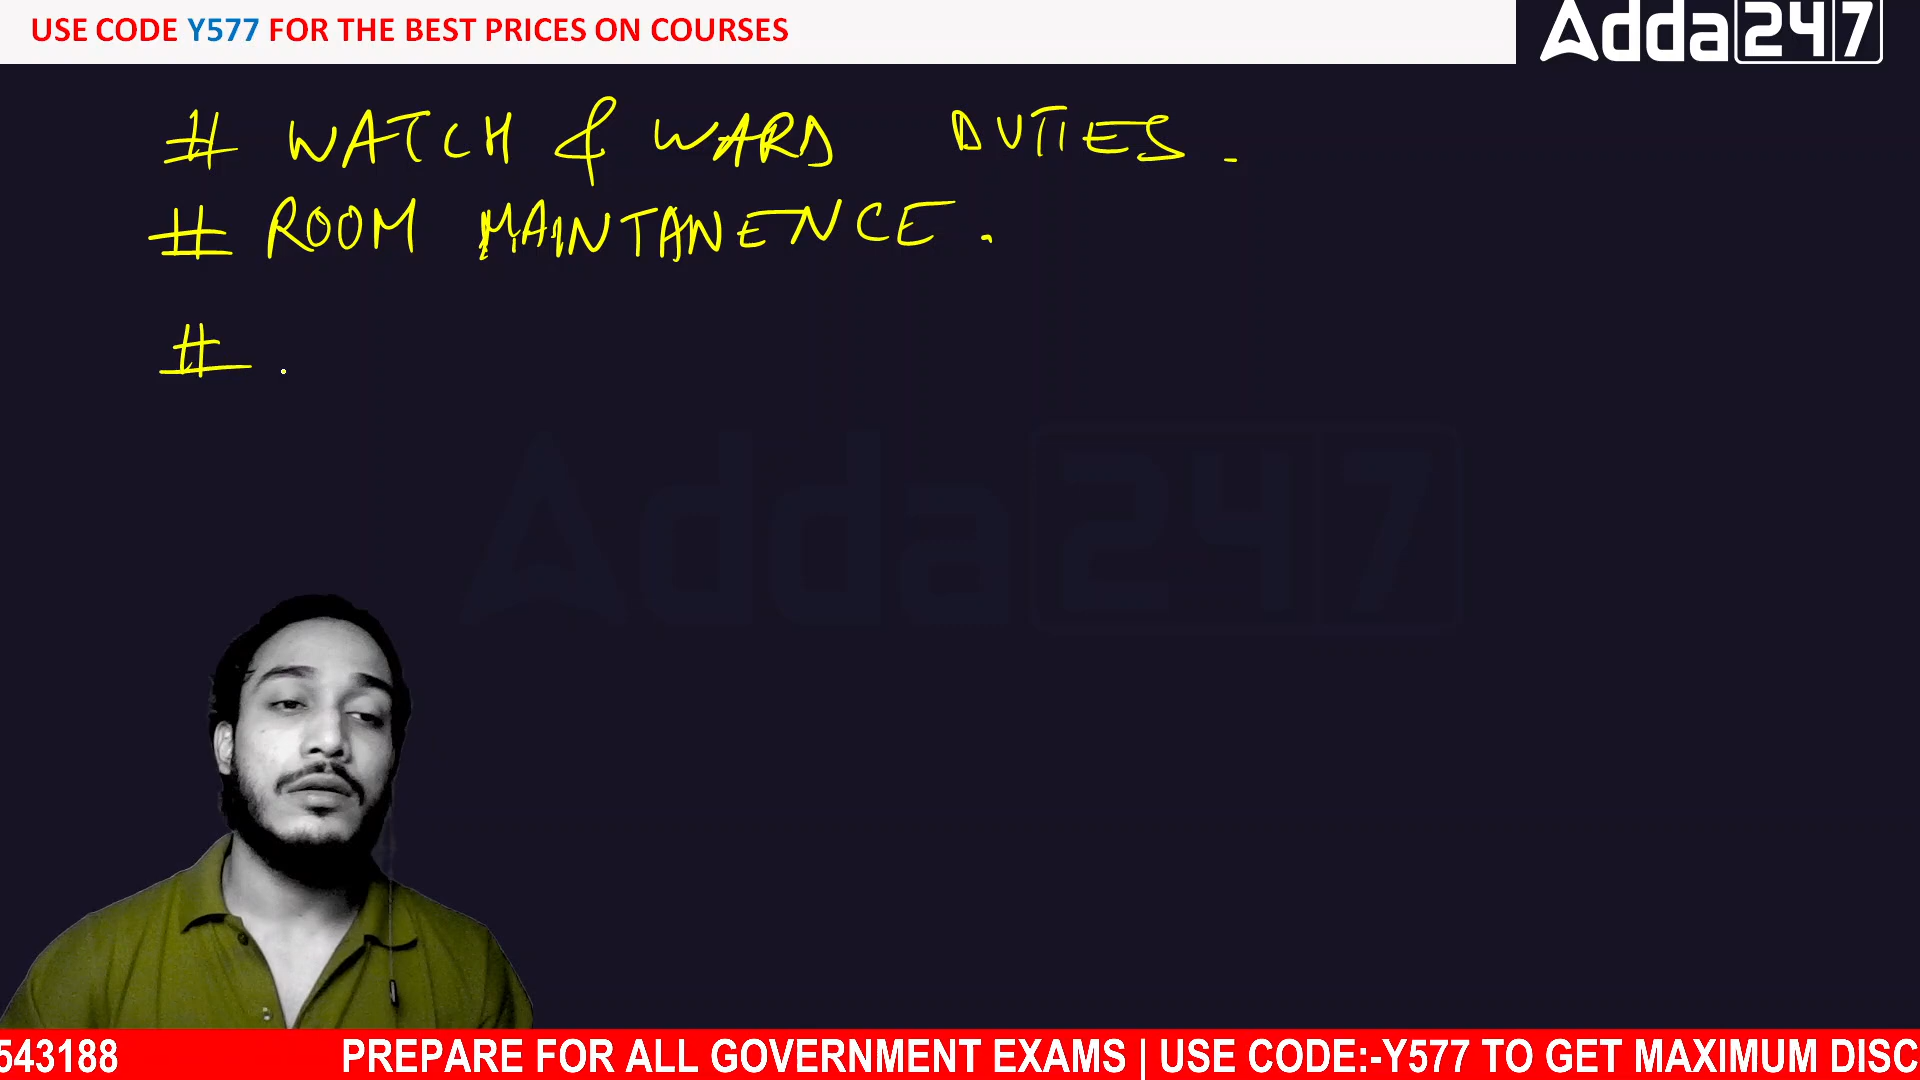 USE CODE Y577 FOR THE BEST PRICES ON COURSES
Adda247
# WATCH & WARD DUTIES.
# ROOM MAINTANENCE.
# .
Adda247
543188 PREPARE FOR ALL GOVERNMENT EXAMS | USE CODE:-Y577 TO GET MAXIMUM DISC